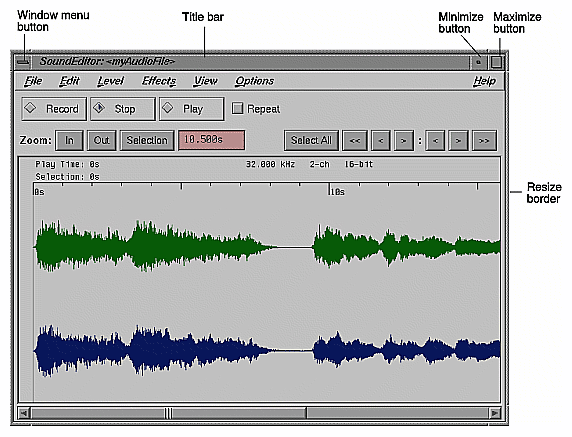 Window menu
button
Title bar
Minimize
button
Maximize
button
SoundEditor: <myAudioFile>
File Edit Level Effects View Options Help
Record Stop Play Repeat
Zoom: In Out Selection 10.500s Select All << < > : < > >>
Play Time: 0s 32.000 kHz 2-ch 16-bit
Selection: 0s
0s 10s
Resize
border